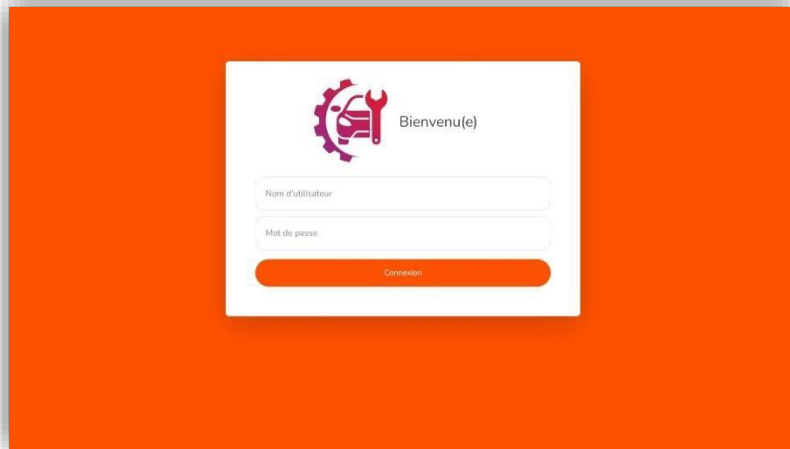 Bienvenu(e)
Nom d'utilisateur
Mot de passe
Connexion